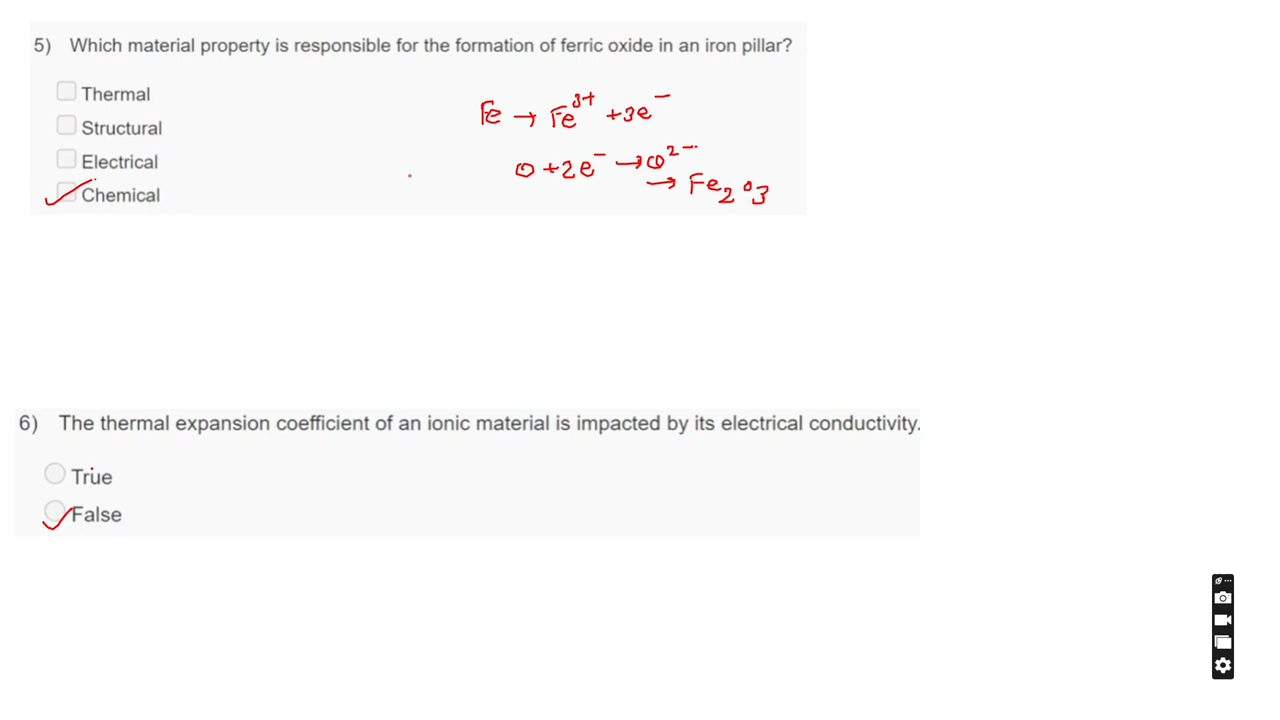 5) Which material property is responsible for the formation of ferric oxide in an iron pillar?
Thermal
Structural
Electrical
Chemical
Fe → Fe³⁺ + 3e⁻
O + 2e⁻ → O²⁻
→ Fe₂O₃
6) The thermal expansion coefficient of an ionic material is impacted by its electrical conductivity.
True
False